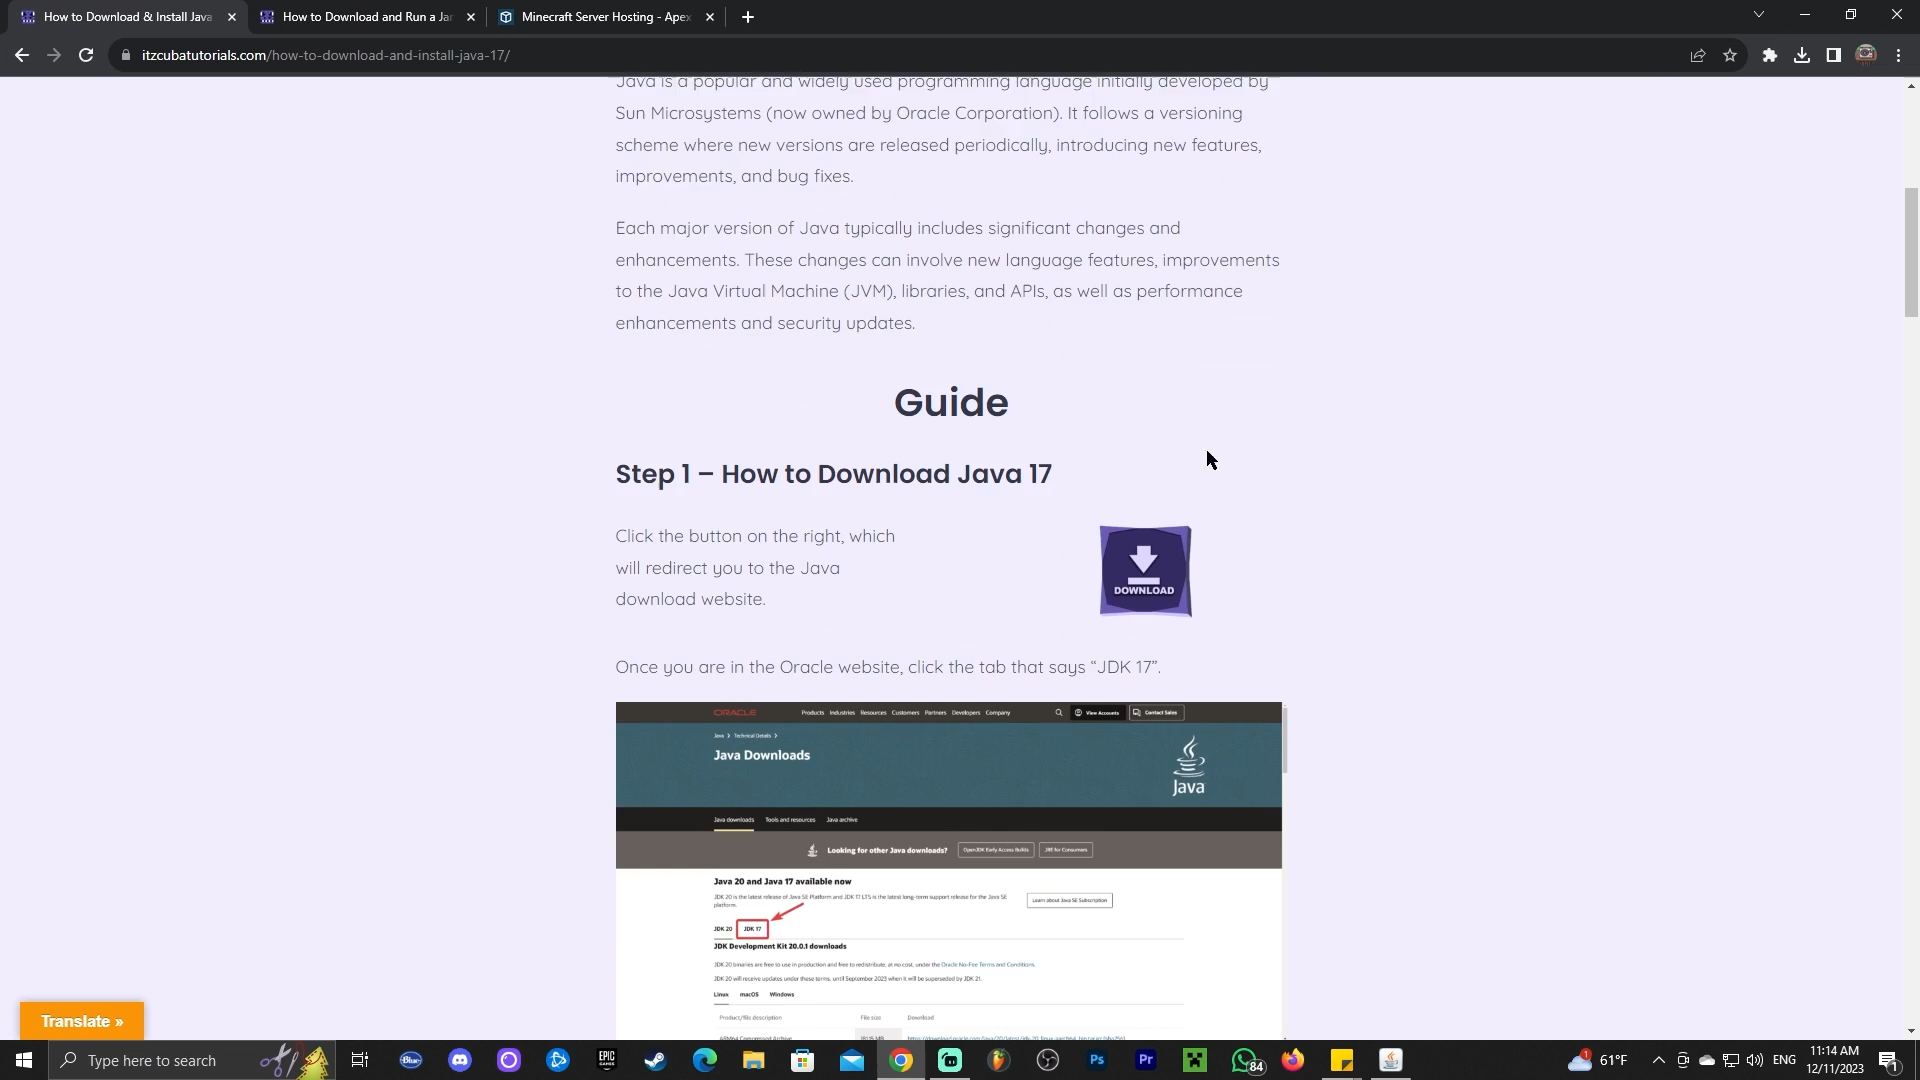 How to Download & Install Java
How to Download and Run a Jar
Minecraft Server Hosting - Apex
itzcubatutorials.com/how-to-download-and-install-java-17/
Java is a popular and widely used programming language initially developed by
Sun Microsystems (now owned by Oracle Corporation). It follows a versioning
scheme where new versions are released periodically, introducing new features,
improvements, and bug fixes.
Each major version of Java typically includes significant changes and
enhancements. These changes can involve new language features, improvements
to the Java Virtual Machine (JVM), libraries, and APIs, as well as performance
enhancements and security updates.
Guide
Step 1 – How to Download Java 17
Click the button on the right, which
will redirect you to the Java
download website.
DOWNLOAD
Once you are in the Oracle website, click the tab that says “JDK 17”.
ORACLE
Products Industries Resources Customers Partners Developers Company
View Accounts
Contact Sales
Java Technical Details
Java Downloads
Java
Java downloads Tools and resources Java archive
Looking for other Java downloads?
OpenJDK Early Access Builds
JRE for Consumers
Java 20 and Java 17 available now
JDK 20 is the latest release of Java SE Platform and JDK 17 LTS is the latest long-term support release for the Java SE
platform.
Learn about Java SE Subscription
JDK 20 JDK 17
JDK Development Kit 20.0.1 downloads
JDK 20 binaries are free to use in production and free to redistribute, at no cost, under the Oracle No-Fee Terms and Conditions.
JDK 20 will receive updates under these terms, until September 2023 when it will be superseded by JDK 21.
Linux macOS Windows
Product/file description File size Download
Translate »
Type here to search
Blue
EPIC
GAMES
Ps
Pr
84
1
61°F
ENG
11:14 AM
12/11/2023
1